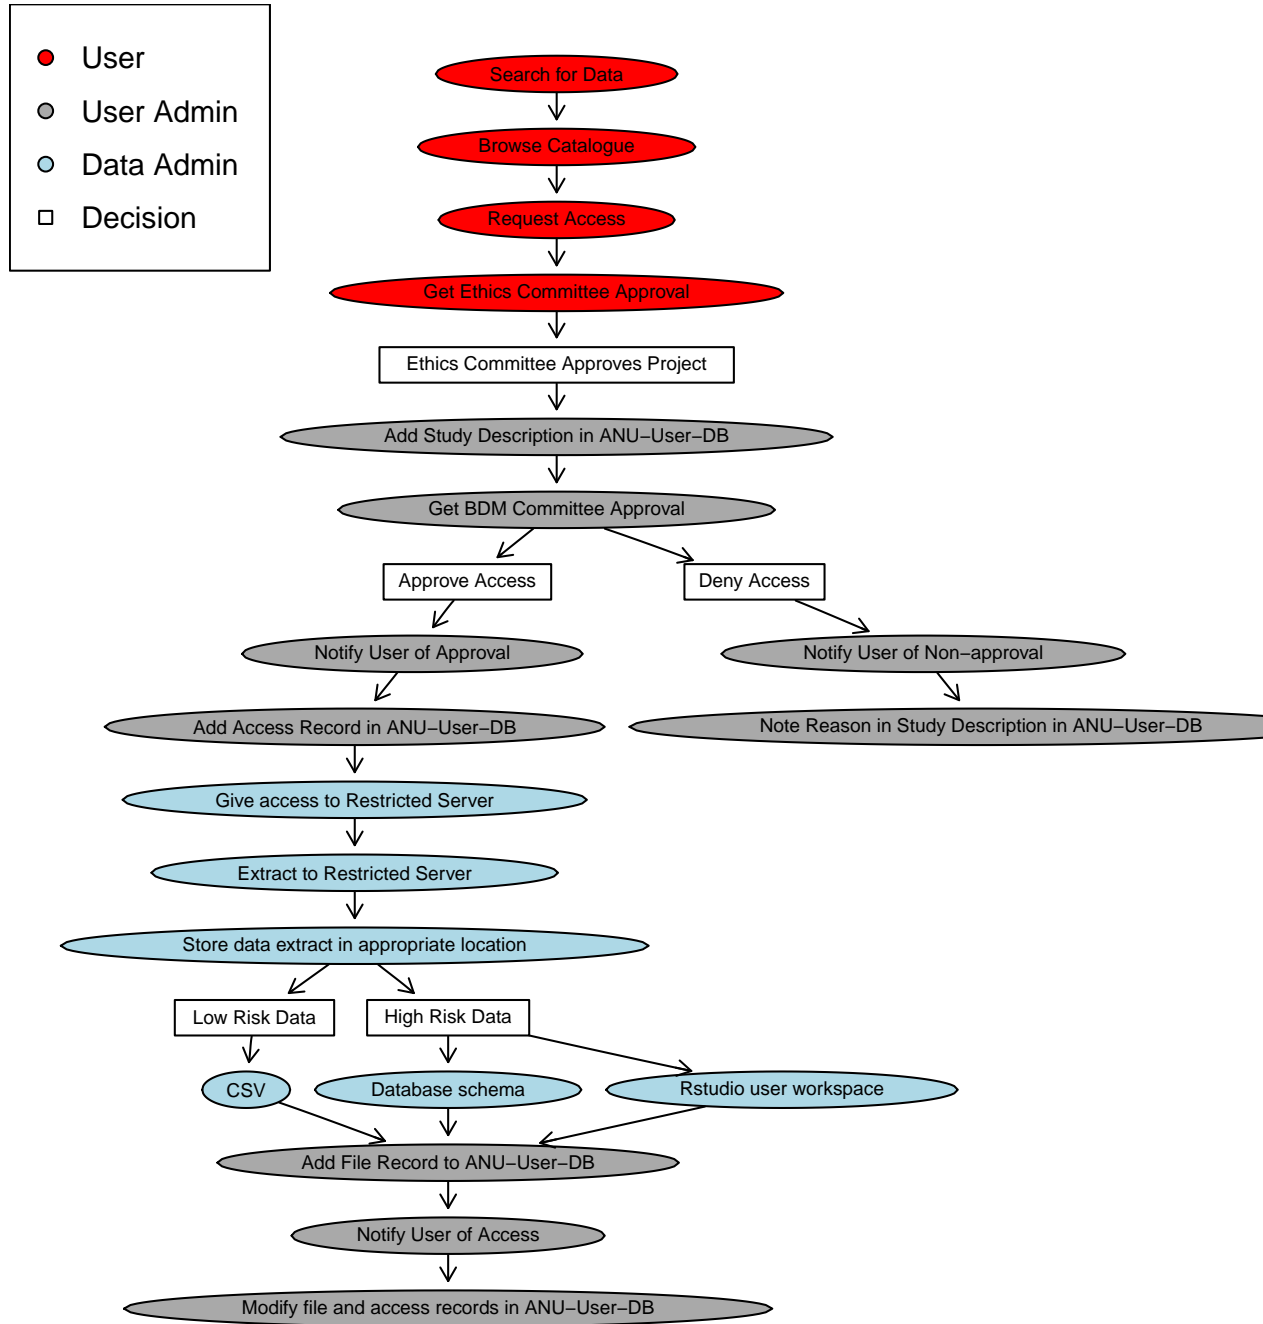 User
User Admin
Data Admin
Decision
Search for Data
Browse Catalogue
Request Access
Get Ethics Committee Approval
Ethics Committee Approves Project
Add Study Description in ANU−User−DB
Get BDM Committee Approval
Approve Access
Deny Access
Notify User of Approval
Notify User of Non−approval
Add Access Record in ANU−User−DB
Note Reason in Study Description in ANU−User−DB
Give access to Restricted Server
Extract to Restricted Server
Store data extract in appropriate location
Low Risk Data
High Risk Data
CSV
Database schema
Rstudio user workspace
Add File Record to ANU−User−DB
Notify User of Access
Modify file and access records in ANU−User−DB